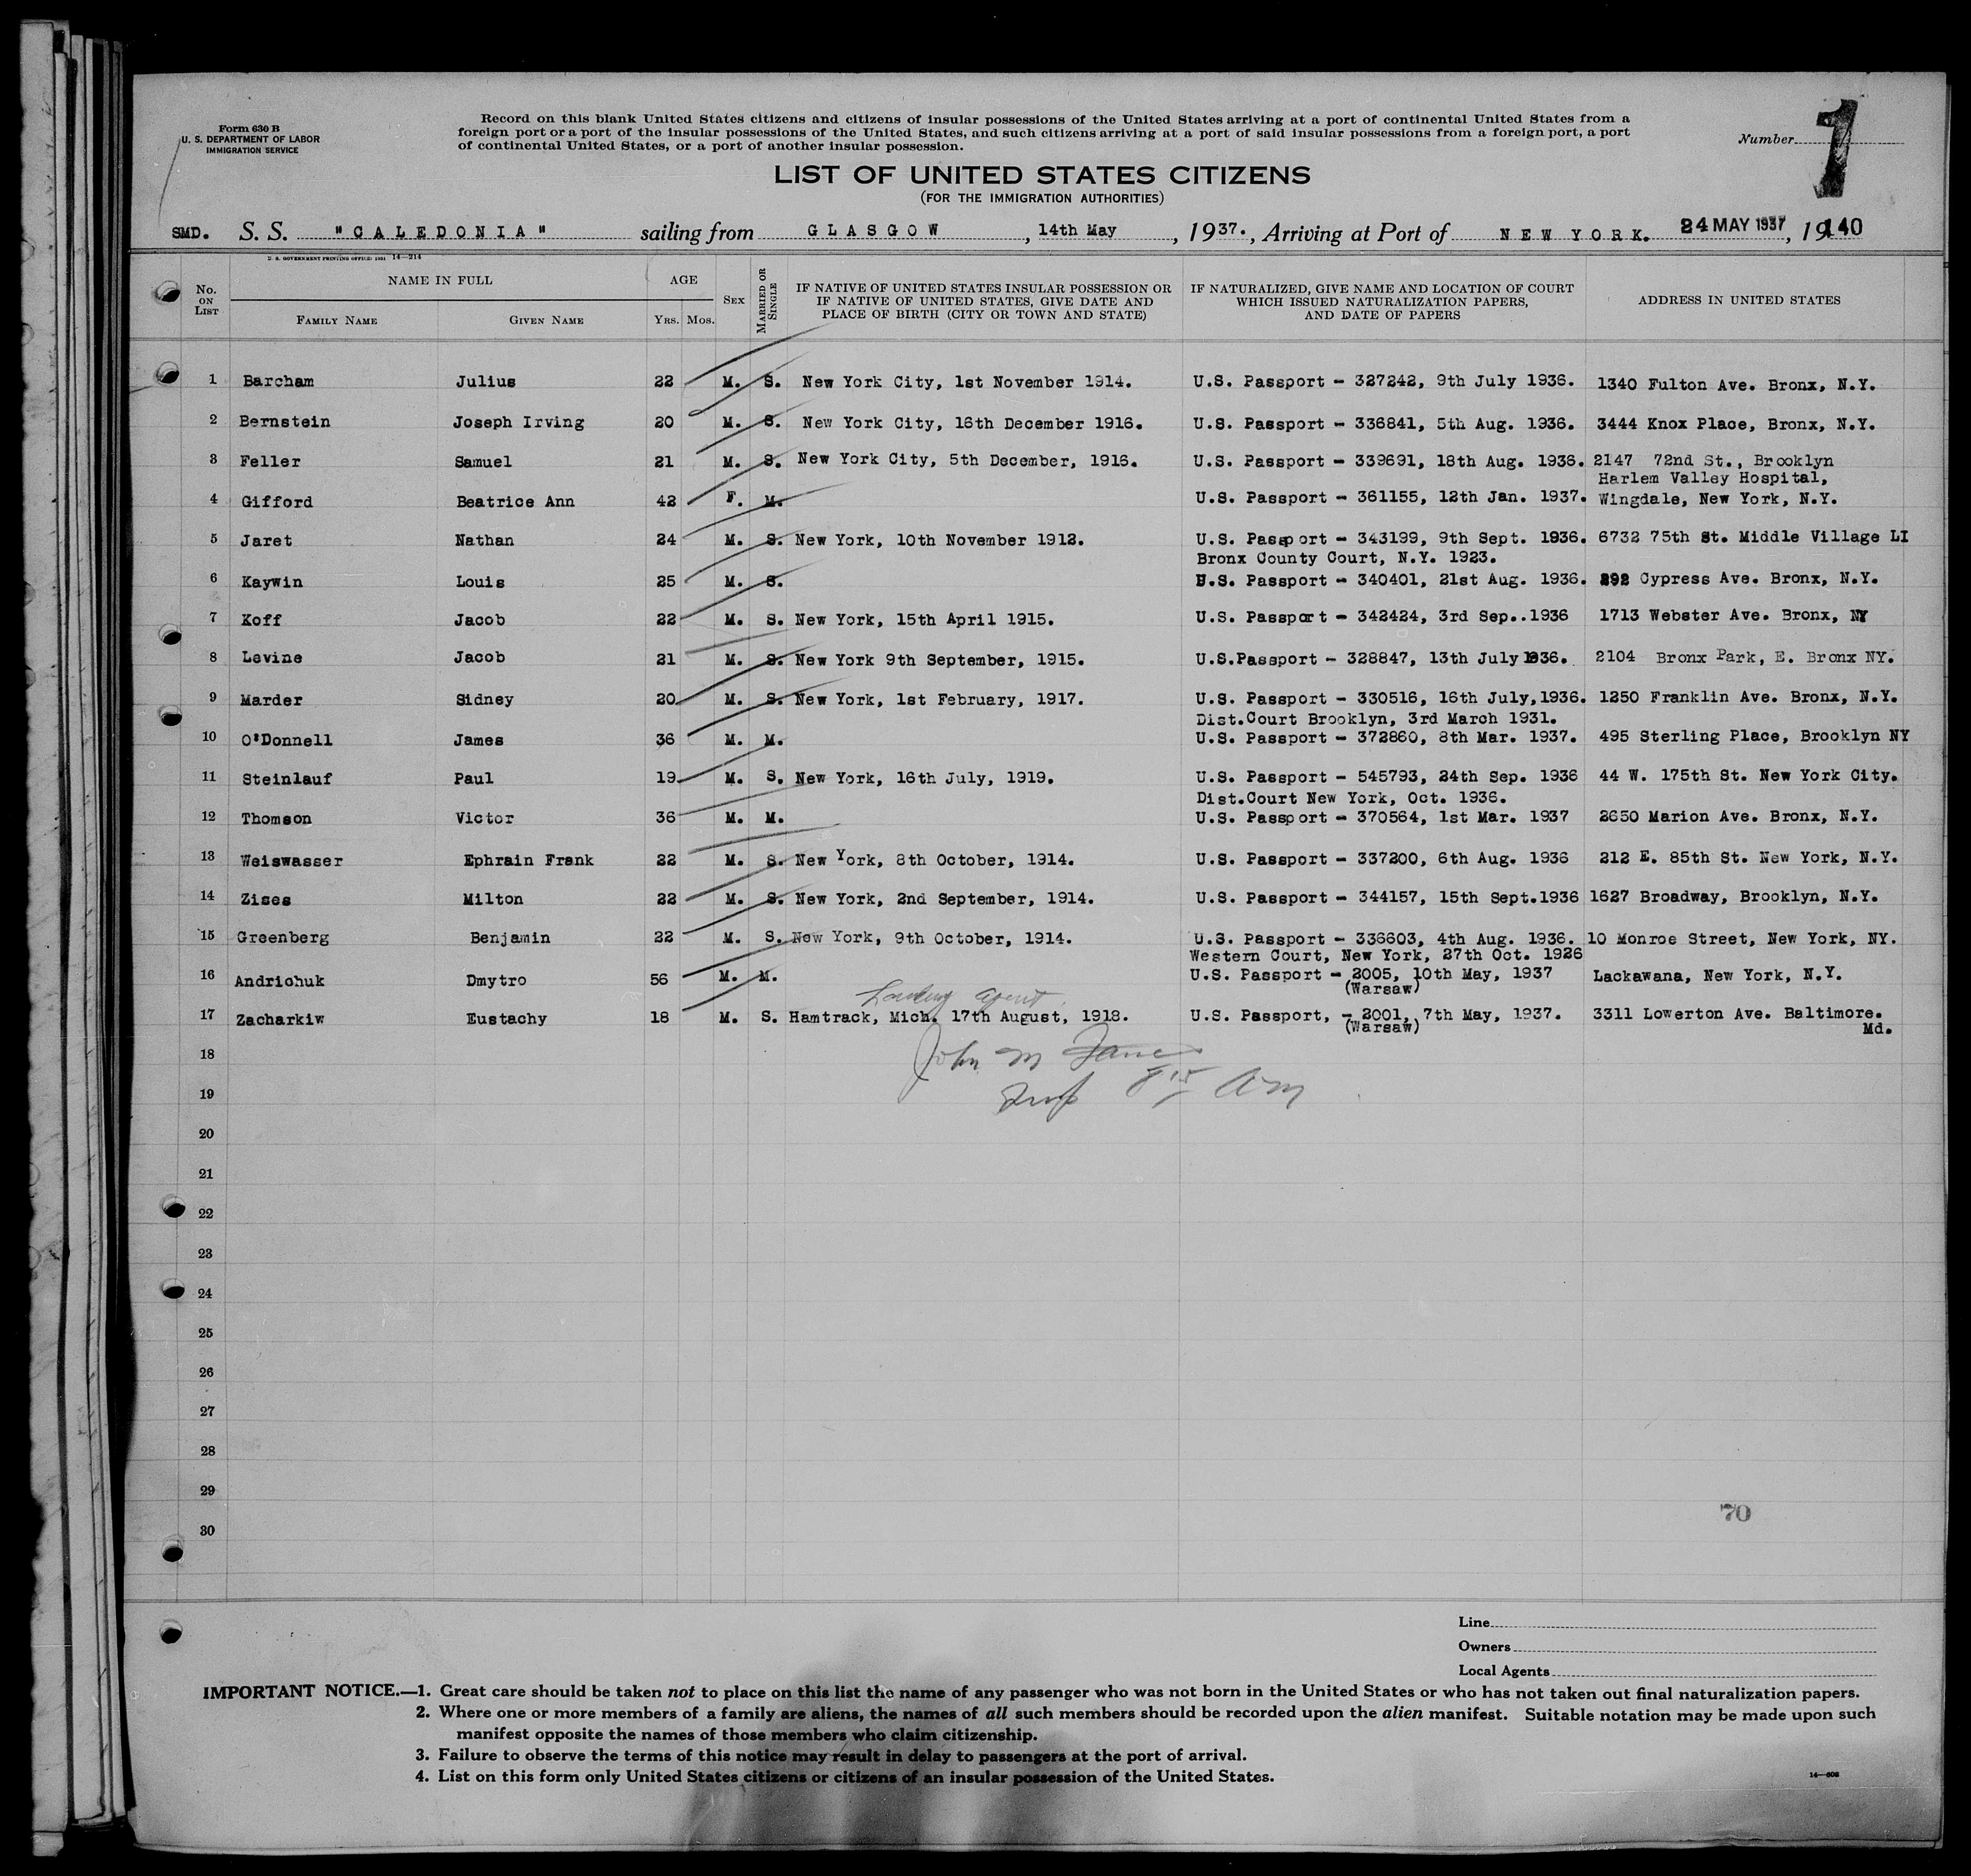 Form 630 B
U. S. DEPARTMENT OF LABOR
IMMIGRATION SERVICE
Record on this blank United States citizens and citizens of insular possessions of the United States arriving at a port of continental United States from a
foreign port or a port of the insular possessions of the United States, and such citizens arriving at a port of said insular possessions from a foreign port, a port
of continental United States, or a port of another insular possession.
Number 1
LIST OF UNITED STATES CITIZENS
(FOR THE IMMIGRATION AUTHORITIES)
SMD. S. S. "CALEDONIA" sailing from GLASGOW, 14th May, 1937., Arriving at Port of NEW YORK. 24 MAY 1937, 19 140
U. S. GOVERNMENT PRINTING OFFICE: 1931 14—214
No. ON LIST NAME IN FULL FAMILY NAME GIVEN NAME AGE YRS. MOS. SEX MARRIED OR SINGLE IF NATIVE OF UNITED STATES INSULAR POSSESSION OR IF NATIVE OF UNITED STATES, GIVE DATE AND PLACE OF BIRTH (CITY OR TOWN AND STATE) IF NATURALIZED, GIVE NAME AND LOCATION OF COURT WHICH ISSUED NATURALIZATION PAPERS, AND DATE OF PAPERS ADDRESS IN UNITED STATES
1 Barcham Julius 22 M. S. New York City, 1st November 1914. U.S. Passport - 327242, 9th July 1936. 1340 Fulton Ave. Bronx, N.Y.
2 Bernstein Joseph Irving 20 M. S. New York City, 16th December 1916. U.S. Passport - 336841, 5th Aug. 1936. 3444 Knox Place, Bronx, N.Y.
3 Feller Samuel 21 M. S. New York City, 5th December, 1916. U.S. Passport - 339691, 18th Aug. 1936. 2147 72nd St., Brooklyn
Harlem Valley Hospital,
4 Gifford Beatrice Ann 42 F. M. U.S. Passport - 361155, 12th Jan. 1937. Wingdale, New York, N.Y.
5 Jaret Nathan 24 M. S. New York, 10th November 1912. U.S. Passport - 343199, 9th Sept. 1936. 6732 75th St. Middle Village LI
Bronx County Court, N.Y. 1923.
6 Kaywin Louis 25 M. S. U.S. Passport - 340401, 21st Aug. 1936. 292 Cypress Ave. Bronx, N.Y.
7 Koff Jacob 22 M. S. New York, 15th April 1915. U.S. Passport - 342424, 3rd Sep..1936 1713 Webster Ave. Bronx, NY
8 Levine Jacob 21 M. S. New York 9th September, 1915. U.S.Passport - 328847, 13th July 1936. 2104 Bronx Park, E. Bronx NY.
9 Marder Sidney 20 M. S. New York, 1st February, 1917. U.S. Passport - 330516, 16th July,1936. 1250 Franklin Ave. Bronx, N.Y.
Dist.Court Brooklyn, 3rd March 1931.
10 O'Donnell James 36 M. M. U.S. Passport - 372860, 8th Mar. 1937. 495 Sterling Place, Brooklyn NY
11 Steinlauf Paul 19 M. S. New York, 16th July, 1919. U.S. Passport - 545793, 24th Sep. 1936 44 W. 175th St. New York City.
Dist.Court New York, Oct. 1936.
12 Thomson Victor 36 M. M. U.S. Passport - 370564, 1st Mar. 1937 2650 Marion Ave. Bronx, N.Y.
13 Weiswasser Ephrain Frank 22 M. S. New York, 8th October, 1914. U.S. Passport - 337200, 6th Aug. 1936 212 E. 85th St. New York, N.Y.
14 Zises Milton 22 M. S. New York, 2nd September, 1914. U.S. Passport - 344157, 15th Sept.1936 1627 Broadway, Brooklyn, N.Y.
15 Greenberg Benjamin 22 M. S. New York, 9th October, 1914. U.S. Passport - 336603, 4th Aug. 1936. 10 Monroe Street, New York, NY.
Western Court, New York, 27th Oct. 1926
16 Andrichuk Dmytro 56 M. M. U.S. Passport - 2005, 10th May, 1937 Lackawana, New York, N.Y.
(Warsaw)
17 Zacharkiw Eustachy 18 M. S. Hamtrack, Mich. 17th August, 1918. U.S. Passport, - 2001, 7th May, 1937. 3311 Lowerton Ave. Baltimore.
(Warsaw) Md.
18 John M
19 8 15 AM
20
21
22
23
24
25
26
27
28
29
30
70
Line
Owners
Local Agents
IMPORTANT NOTICE.—1. Great care should be taken not to place on this list the name of any passenger who was not born in the United States or who has not taken out final naturalization papers.
2. Where one or more members of a family are aliens, the names of all such members should be recorded upon the alien manifest. Suitable notation may be made upon such
manifest opposite the names of those members who claim citizenship.
3. Failure to observe the terms of this notice may result in delay to passengers at the port of arrival.
4. List on this form only United States citizens or citizens of an insular possession of the United States.